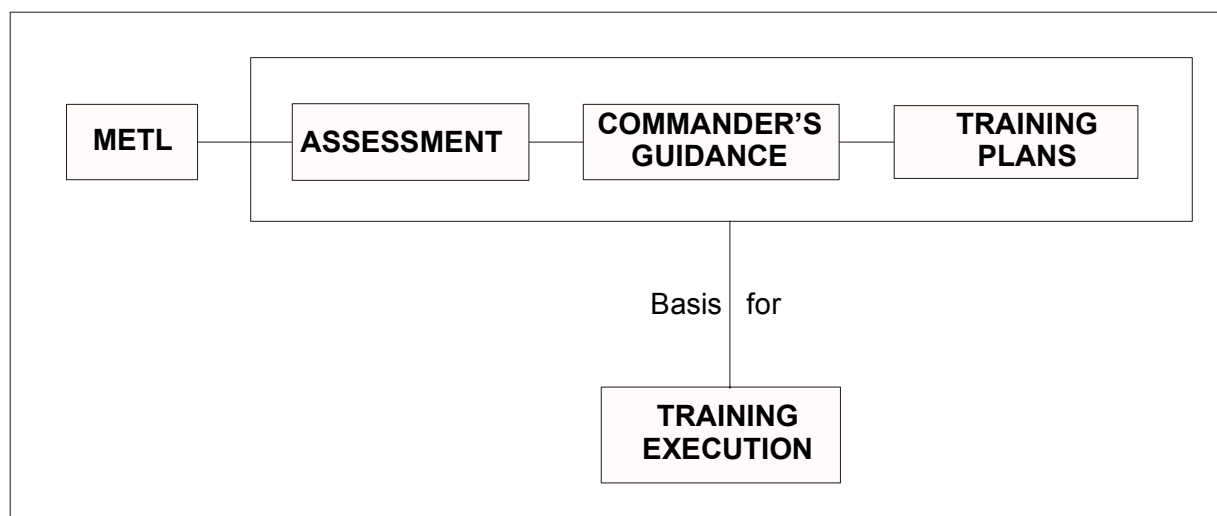 METL
ASSESSMENT
COMMANDER’S
GUIDANCE
TRAINING
PLANS
Basis for
TRAINING
EXECUTION